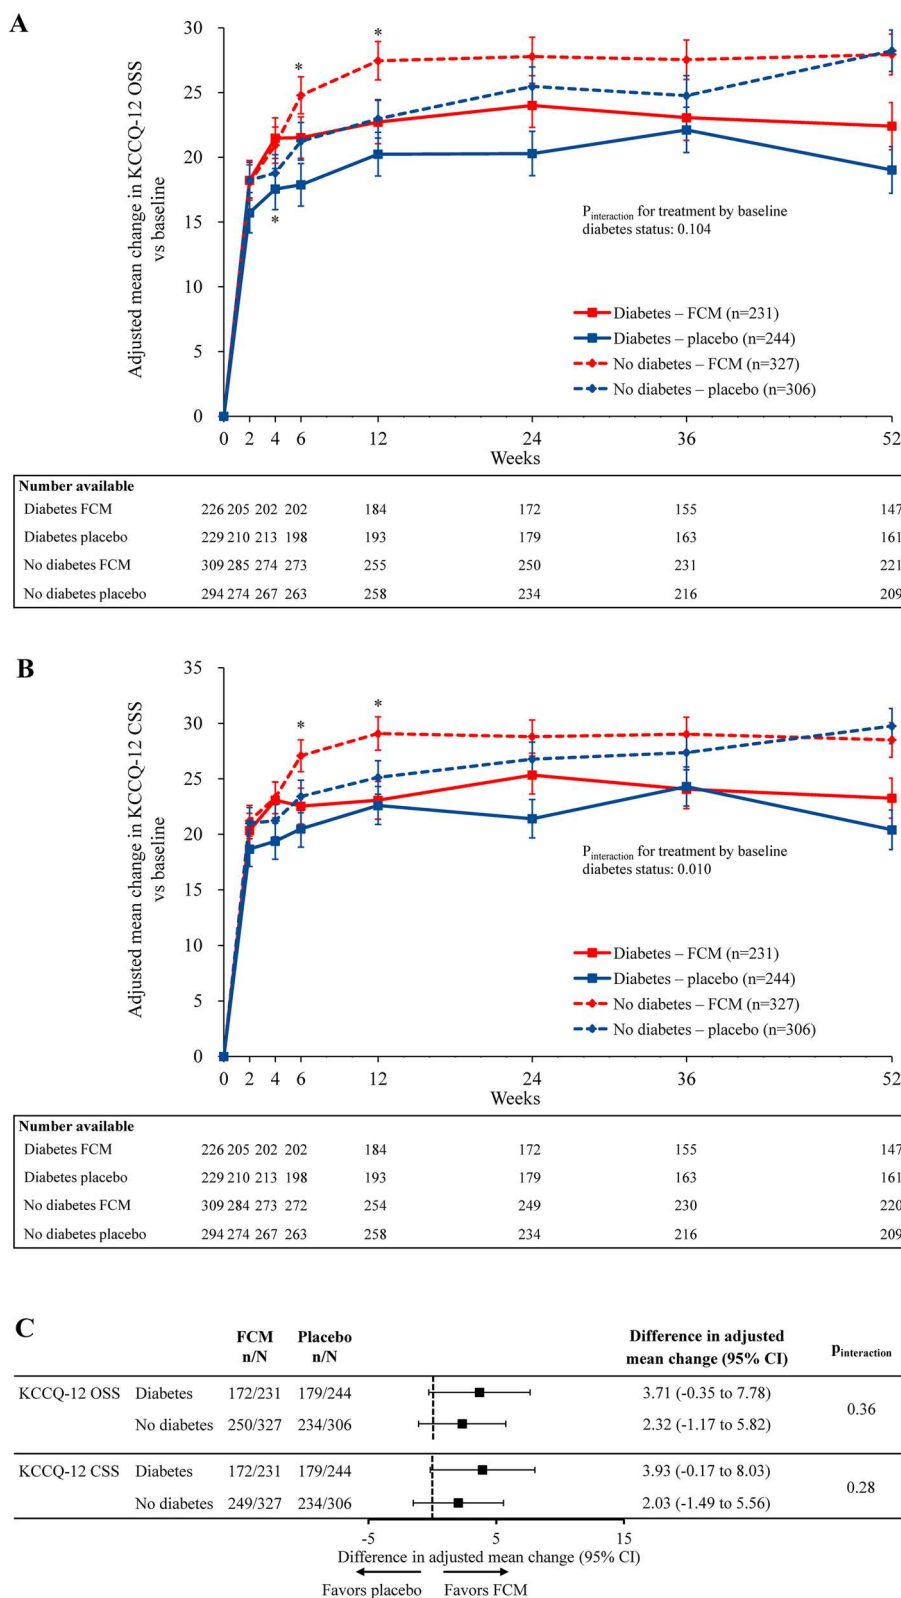 A
30
25
20
15
10
5
0
Adjusted mean change in KCCQ-12 OSS
vs baseline
* *
*
P interaction for treatment by baseline
diabetes status: 0.104
Diabetes – FCM (n=231)
Diabetes – placebo (n=244)
No diabetes – FCM (n=327)
No diabetes – placebo (n=306)
0 2 4 6 12 24 36 52
Weeks
Number available
Diabetes FCM 226 205 202 202 184 172 155 147
Diabetes placebo 229 210 213 198 193 179 163 161
No diabetes FCM 309 285 274 273 255 250 231 221
No diabetes placebo 294 274 267 263 258 234 216 209
B
35
30
25
20
15
10
5
0
Adjusted mean change in KCCQ-12 CSS
vs baseline
* *
P interaction for treatment by baseline
diabetes status: 0.010
Diabetes – FCM (n=231)
Diabetes – placebo (n=244)
No diabetes – FCM (n=327)
No diabetes – placebo (n=306)
0 2 4 6 12 24 36 52
Weeks
Number available
Diabetes FCM 226 205 202 202 184 172 155 147
Diabetes placebo 229 210 213 198 193 179 163 161
No diabetes FCM 309 284 273 272 254 249 230 220
No diabetes placebo 294 274 267 263 258 234 216 209
C
FCM Placebo Difference in adjusted
n/N n/N mean change (95% CI) p interaction
KCCQ-12 OSS Diabetes 172/231 179/244 3.71 (-0.35 to 7.78)
0.36
No diabetes 250/327 234/306 2.32 (-1.17 to 5.82)
KCCQ-12 CSS Diabetes 172/231 179/244 3.93 (-0.17 to 8.03)
0.28
No diabetes 249/327 234/306 2.03 (-1.49 to 5.56)
-5 5 15
Difference in adjusted mean change (95% CI)
Favors placebo Favors FCM